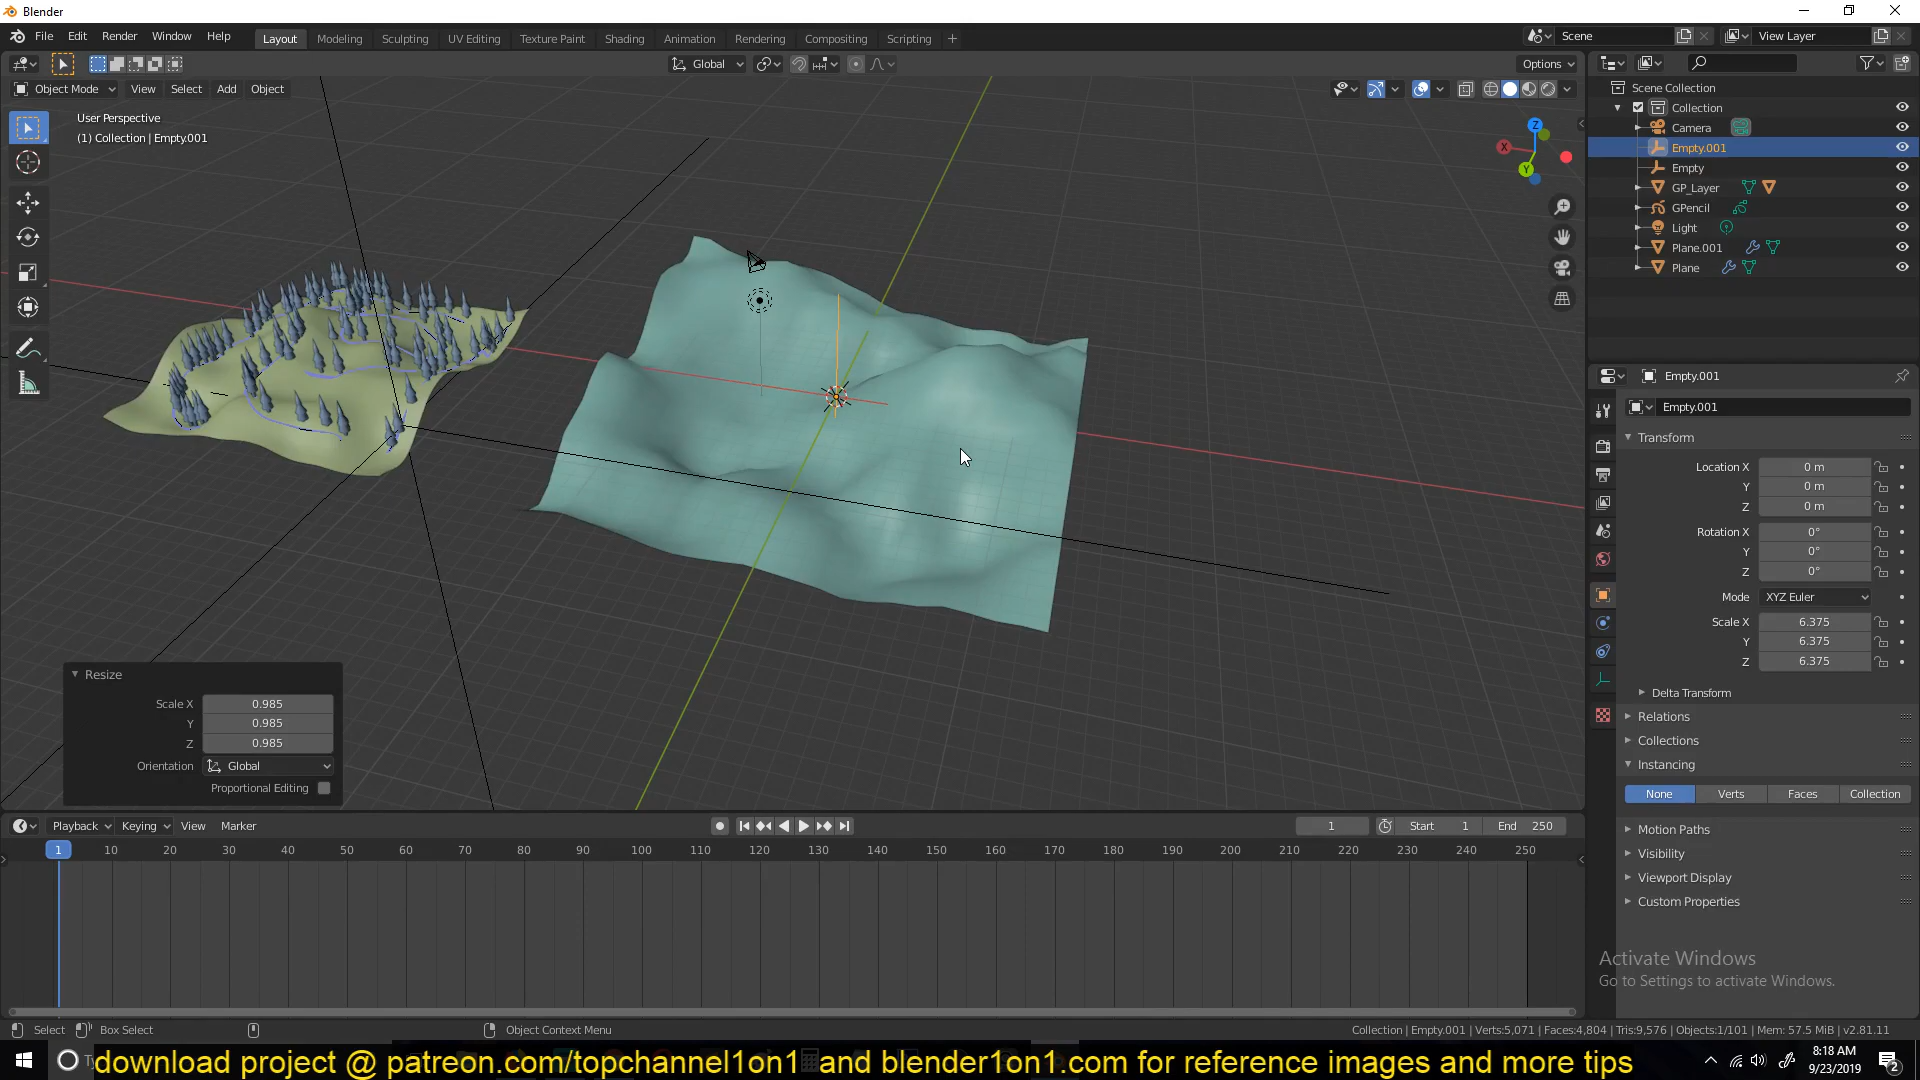 Blender
File Edit Render Window Help
Layout Modeling Sculpting UV Editing Texture Paint Shading Animation Rendering Compositing Scripting +
Scene
View Layer
Global
Options
Object Mode View Select Add Object
User Perspective
(1) Collection | Empty.001
X
Y
Z
Scene Collection
Collection
Camera
Empty.001
Empty
GP_Layer
GPencil
Light
Plane.001
Plane
Empty.001
Empty.001
Transform
Location X 0 m
Y 0 m
Z 0 m
Rotation X 0°
Y 0°
Z 0°
Mode XYZ Euler
Scale X 6.375
Y 6.375
Z 6.375
Delta Transform
Relations
Collections
Instancing
None Verts Faces Collection
Motion Paths
Visibility
Viewport Display
Custom Properties
Activate Windows
Go to Settings to activate Windows.
Resize
Scale X 0.985
Y 0.985
Z 0.985
Orientation Global
Proportional Editing
Playback Keying View Marker
1 Start 1 End 250
1 10 20 30 40 50 60 70 80 90 100 110 120 130 140 150 160 170 180 190 200 210 220 230 240 250
Select Box Select Object Context Menu
Collection | Empty.001 | Verts:5,071 | Faces:4,804 | Tris:9,576 | Objects:1/101 | Mem: 57.5 MiB | v2.81.11
download project @ patreon.com/topchannel1on1 and blender1on1.com for reference images and more tips
8:18 AM
9/23/2019
2